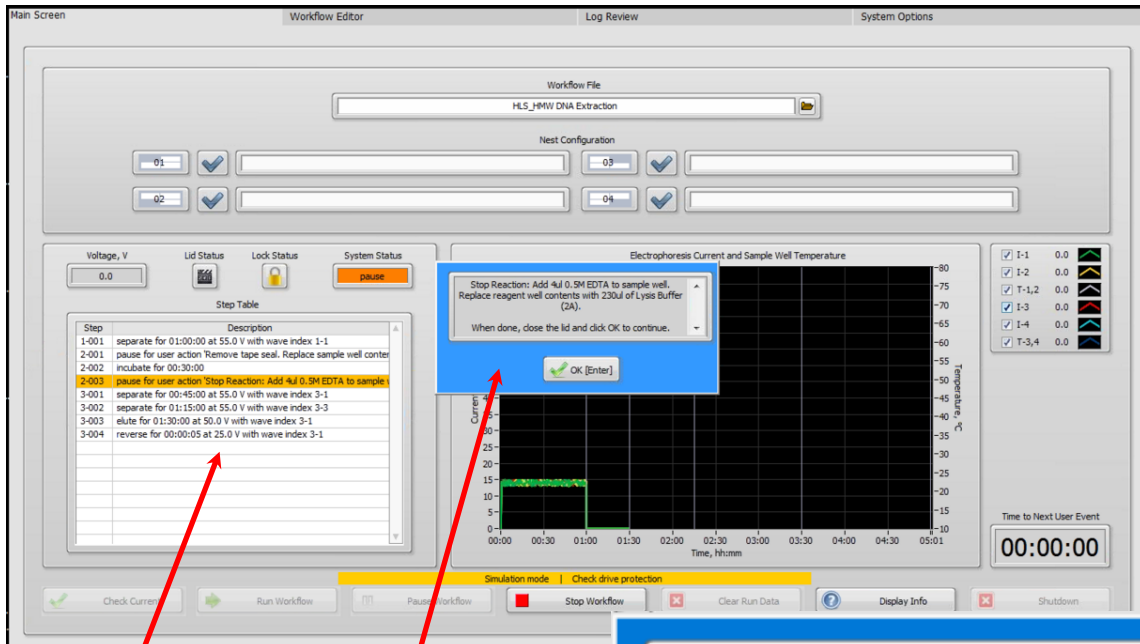 Main Screen
Workflow Editor
Log Review
System Options
Workflow File
HLS_HMW DNA Extraction
Nest Configuration
01
03
02
04
Voltage, V
Lid Status
Lock Status
System Status
0.0
pause
Step Table
Step Description
1-001 separate for 01:00:00 at 55.0 V with wave index 1-1
2-001 pause for user action 'Remove tape seal. Replace sample well conter
2-002 incubate for 00:30:00
2-003 pause for user action 'Stop Reaction: Add 4ul 0.5M EDTA to sample
3-001 separate for 00:45:00 at 55.0 V with wave index 3-1
3-002 separate for 01:15:00 at 55.0 V with wave index 3-3
3-003 elute for 01:30:00 at 50.0 V with wave index 3-1
3-004 reverse for 00:00:05 at 25.0 V with wave index 3-1
Electrophoresis Current and Sample Well Temperature
Stop Reaction: Add 4ul 0.5M EDTA to sample well.
Replace reagent well contents with 230ul of Lysis Buffer
(2A).
When done, close the lid and click OK to continue.
OK [Enter]
30
25
20
15
10
5
0
80
75
70
65
60
55
50
45
40
35
30
25
20
15
10
Temperature, ºC
00:00 00:30 01:00 01:30 02:00 02:30 03:00 03:30 04:00 04:30 05:01
Time, hh:mm
I-1 0.0
I-2 0.0
T-1,2 0.0
I-3 0.0
I-4 0.0
T-3,4 0.0
Time to Next User Event
00:00:00
Simulation mode | Check drive protection
Check Current
Run Workflow
Pause Workflow
Stop Workflow
Clear Run Data
Display Info
Shutdown